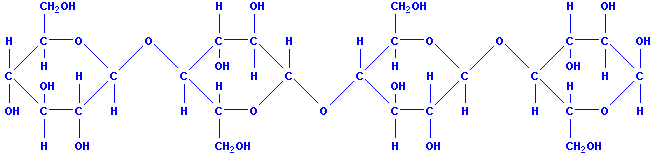 CH₂OH H OH CH₂OH H OH
H C O O H C C H H C O O H C C OH
H OH H OH
C H C C H C C H C C H C
OH H OH H
OH C C H H C O H O C C H H C O H
H OH CH₂OH H OH CH₂OH